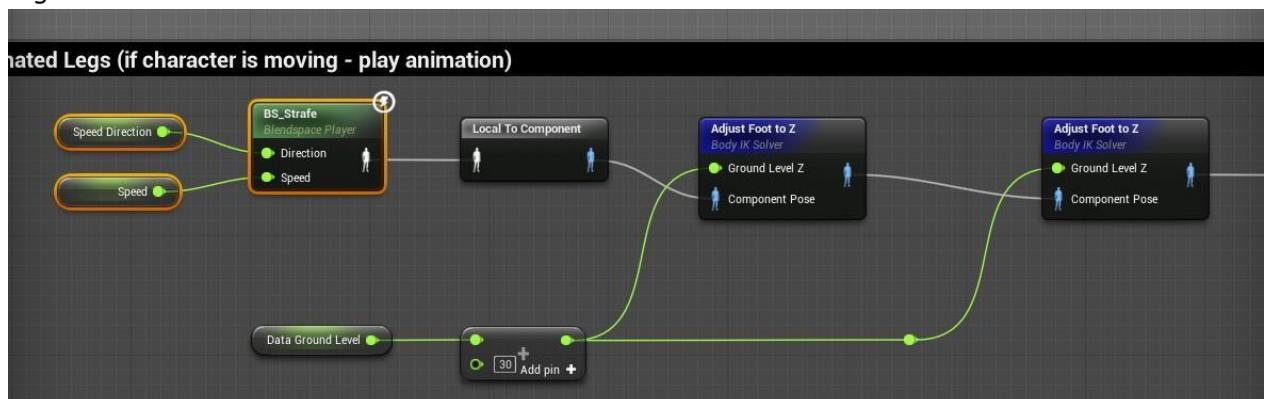 nated Legs (if character is moving - play animation)
Speed Direction
Speed
BS_Strafe
Blendspace Player
Direction
Speed
Local To Component
Adjust Foot to Z
Body IK Solver
Ground Level Z
Component Pose
Adjust Foot to Z
Body IK Solver
Ground Level Z
Component Pose
Data Ground Level
30
Add pin +